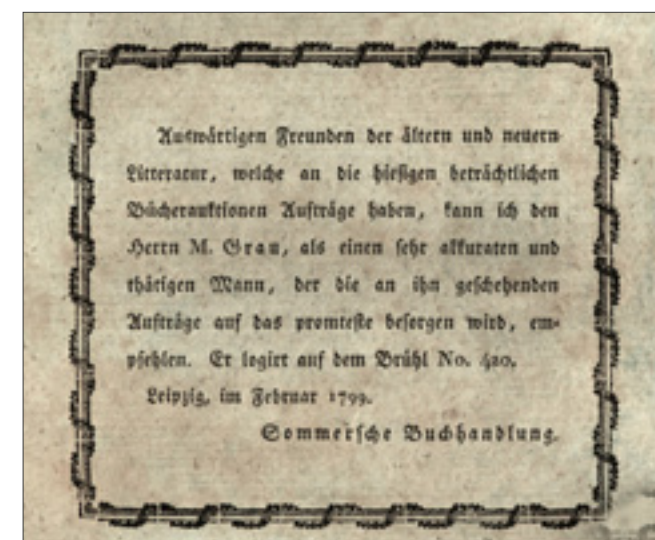 Auswärtigen Freunden der ältern und neuern
Litteratur, welche an die hiesigen beträchtlichen
Bücherauktionen Aufträge haben, kann ich den
Herrn M. Grau, als einen sehr akkuraten und
thätigen Mann, der die an ihn geschehenden
Aufträge auf das promteste besorgen wird, em-
pfehlen. Er logirt auf dem Brühl No. 420.
Leipzig, im Februar 1799.
Sommersche Buchhandlung.